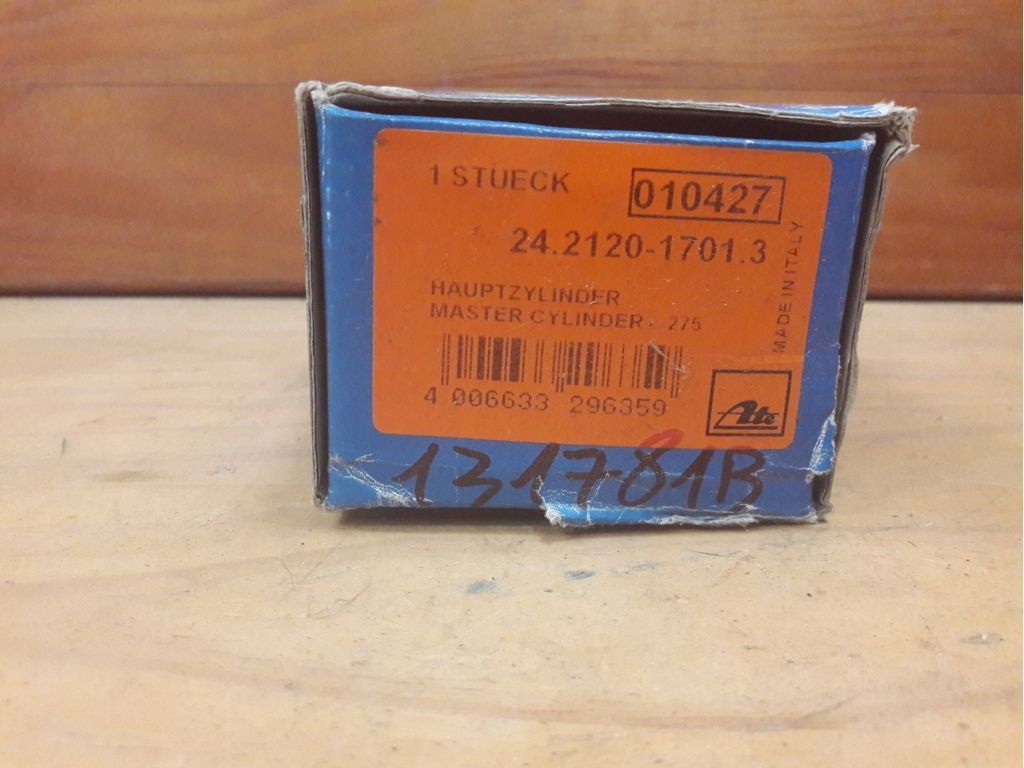 1 STUECK
010427
24.2120-1701.3
HAUPTZYLINDER
MASTER CYLINDER - 275
MADE IN ITALY
4 006633 296359
Ate
131781B